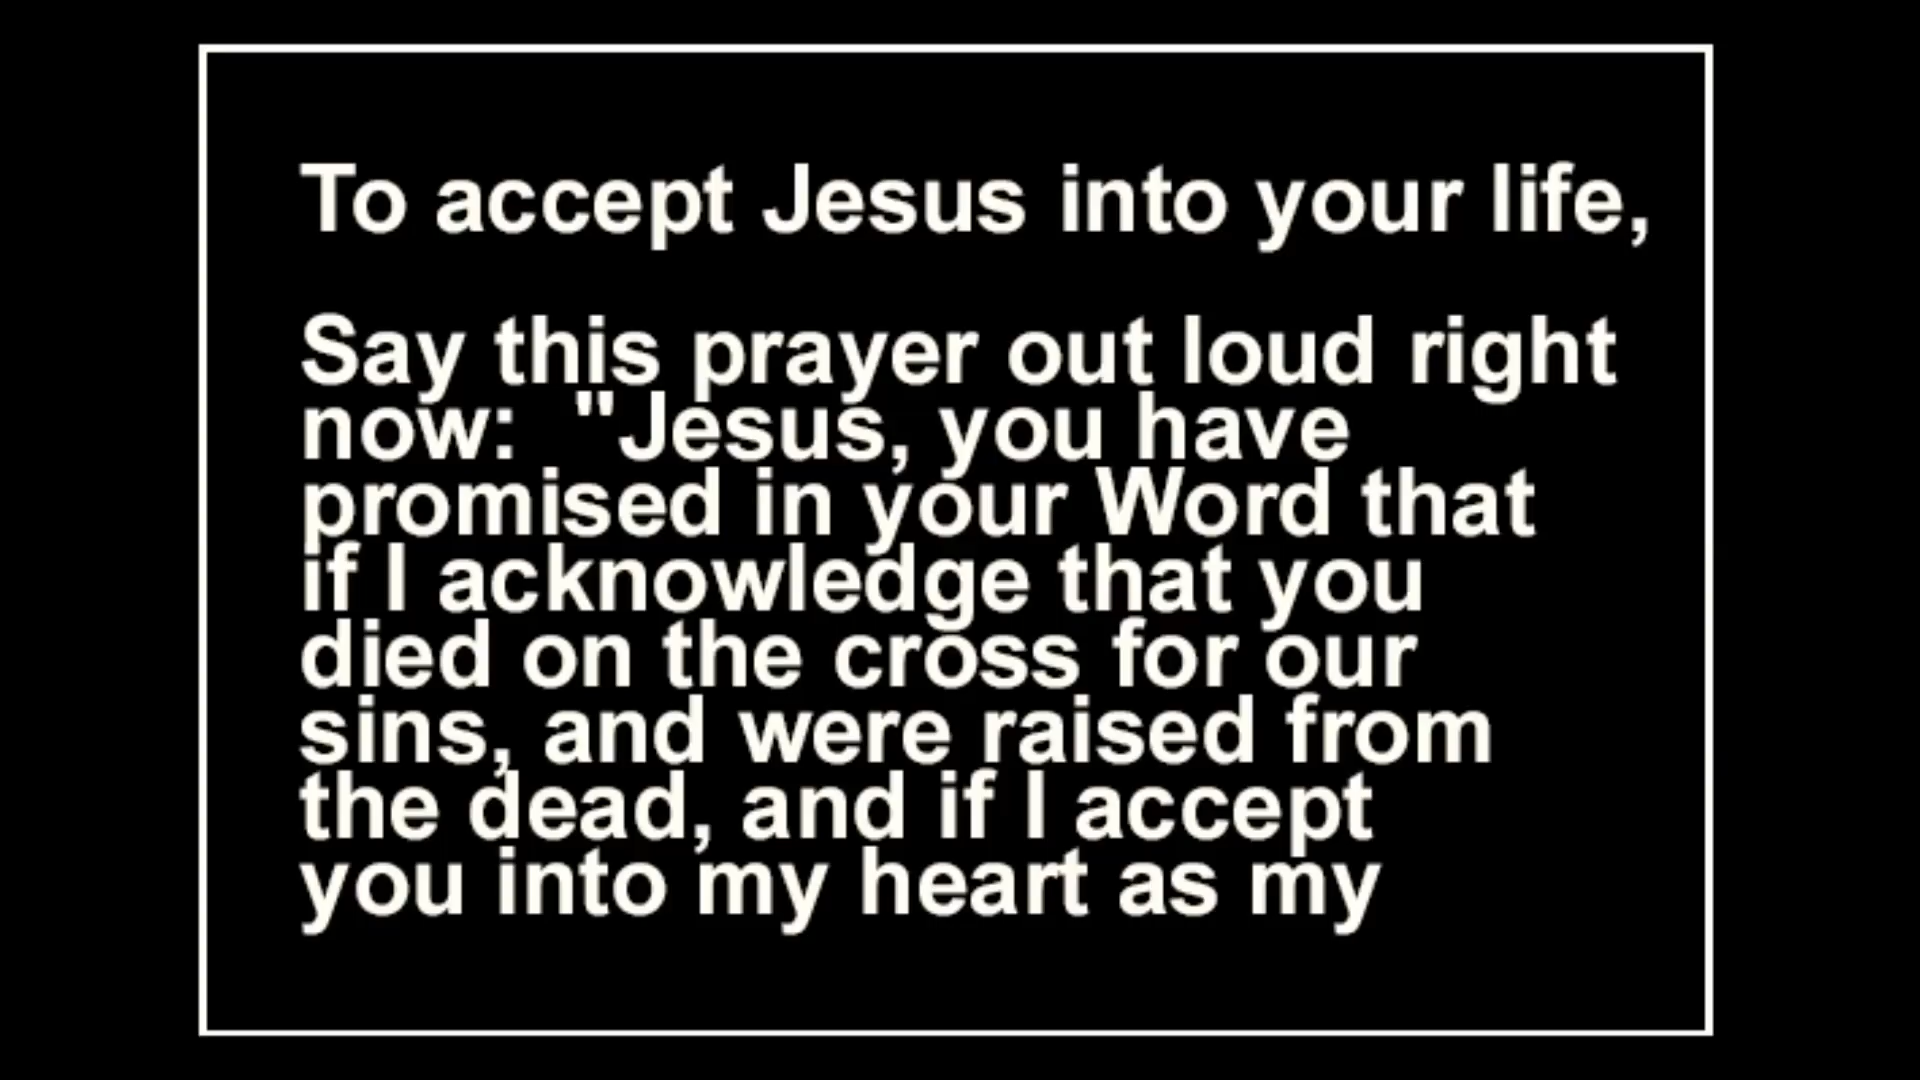 To accept Jesus into your life,
Say this prayer out loud right
now:  "Jesus, you have
promised in your Word that
if I acknowledge that you
died on the cross for our
sins, and were raised from
the dead, and if I accept
you into my heart as my